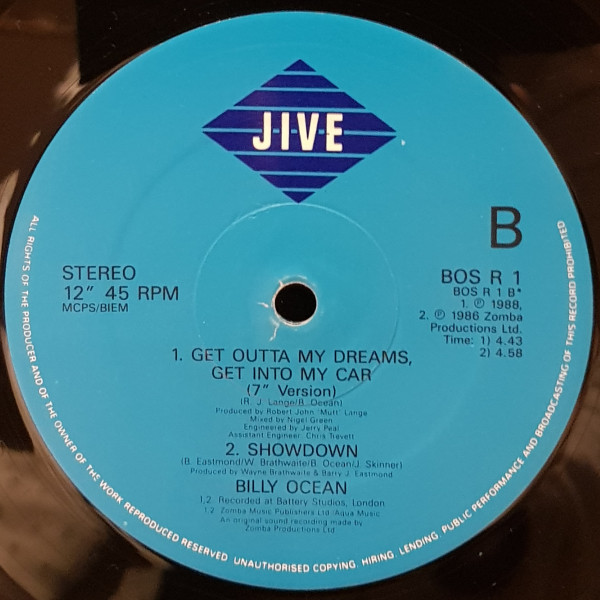 JIVE
B
STEREO
12" 45 RPM
MCPS/BIEM
BOS R 1
BOS R 1 B*
1. ℗ 1988,
2. ℗ 1986 Zomba
Productions Ltd.
Time: 1) 4.43
2) 4.58
1. GET OUTTA MY DREAMS,
GET INTO MY CAR
(7" Version)
(R. J. Lange/B. Ocean)
Produced by Robert John "Mutt" Lange
Mixed by Nigel Green
Engineered by Jerry Peal
Assistant Engineer: Chris Trevett
2. SHOWDOWN
(B. Eastmond/W. Brathwaite/B. Ocean/J. Skinner)
Produced by Wayne Brathwaite & Barry J. Eastmond
BILLY OCEAN
1,2. Recorded at Battery Studios, London
1,2. Zomba Music Publishers Ltd./Aqua Music
An original sound recording made by
Zomba Productions Ltd
ALL RIGHTS OF THE PRODUCER AND OF THE OWNER OF THE WORK REPRODUCED RESERVED. UNAUTHORISED COPYING, HIRING, LENDING, PUBLIC PERFORMANCE AND BROADCASTING OF THIS RECORD PROHIBITED